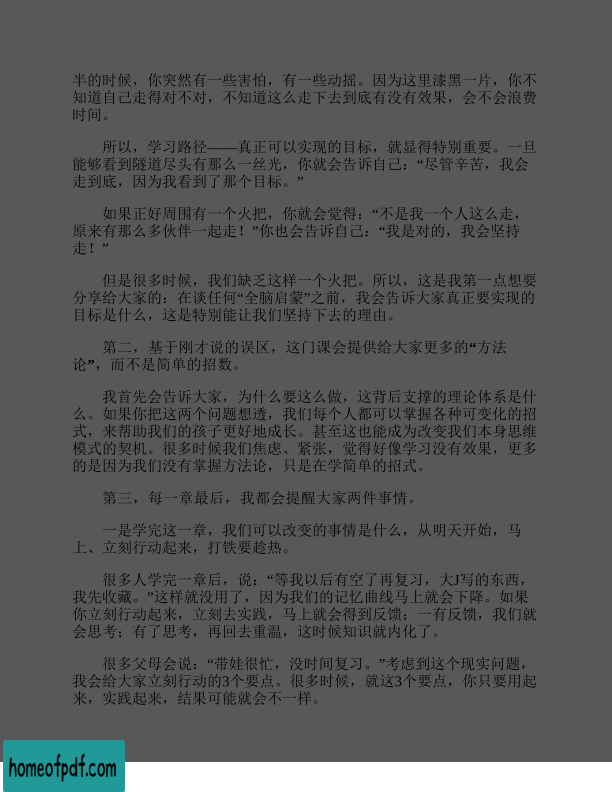 半的时候，你突然有一些害怕，有一些动摇。因为这里漆黑一片，你不
知道自己走得对不对，不知道这么走下去到底有没有效果，会不会浪费
时间。
所以，学习路径——真正可以实现的目标，就显得特别重要。一旦
能够看到隧道尽头有那么一丝光，你就会告诉自己：“尽管辛苦，我会
走到底，因为我看到了那个目标。”
如果正好周围有一个火把，你就会觉得：“不是我一个人这么走，
原来有那么多伙伴一起走！”你也会告诉自己：“我是对的，我会坚持
走！”
但是很多时候，我们缺乏这样一个火把。所以，这是我第一点想要
分享给大家的：在谈任何“全脑启蒙”之前，我会告诉大家真正要实现的
目标是什么，这是特别能让我们坚持下去的理由。
第二，基于刚才说的误区，这门课会提供给大家更多的“方法
论”，而不是简单的招数。
我首先会告诉大家，为什么要这么做，这背后支撑的理论体系是什
么。如果你把这两个问题想透，我们每个人都可以掌握各种可变化的招
式，来帮助我们的孩子更好地成长。甚至这也能成为改变我们本身思维
模式的契机。很多时候我们焦虑、紧张，觉得好像学习没有效果，更多
的是因为我们没有掌握方法论，只是在学简单的招式。
第三，每一章最后，我都会提醒大家两件事情。
一是学完这一章，我们可以改变的事情是什么，从明天开始，马
上、立刻行动起来，打铁要趁热。
很多人学完一章后，说：“等我以后有空了再复习，大J写的东西，
我先收藏。”这样就没用了，因为我们的记忆曲线马上就会下降。如果
你立刻行动起来，立刻去实践，马上就会得到反馈；一有反馈，我们就
会思考；有了思考，再回去重温，这时候知识就内化了。
很多父母会说：“带娃很忙，没时间复习。”考虑到这个现实问题，
我会给大家立刻行动的3个要点。很多时候，就这3个要点，你只要用起
来，实践起来，结果可能就会不一样。
homeofpdf.com